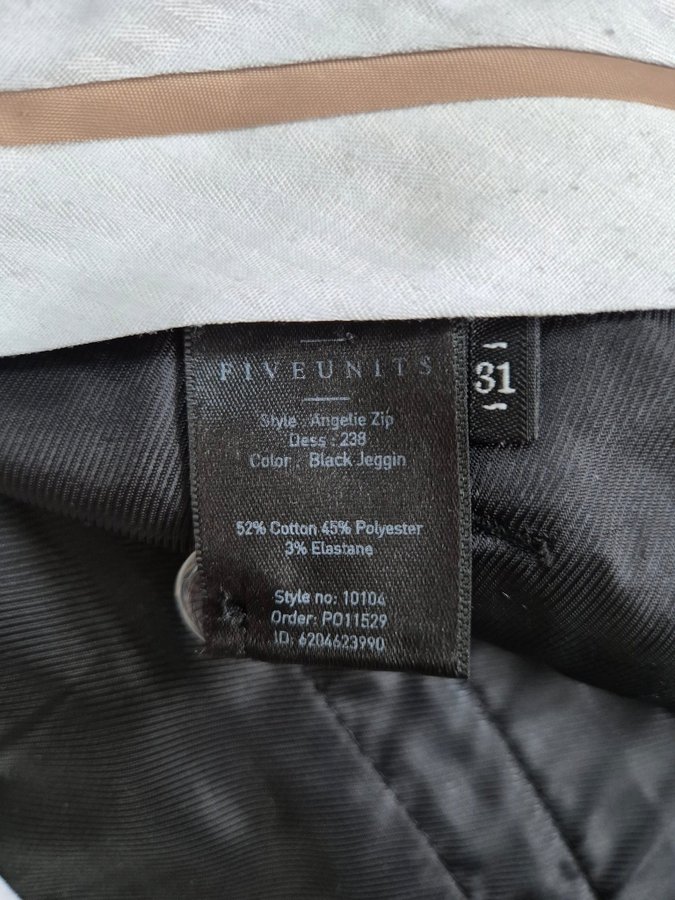 FIVEUNITS
31
Style : Angelie Zip
Dess : 238
Color : Black Jeggin
52% Cotton 45% Polyester
3% Elastane
Style no: 10104
Order: PO11529
ID: 6204623990